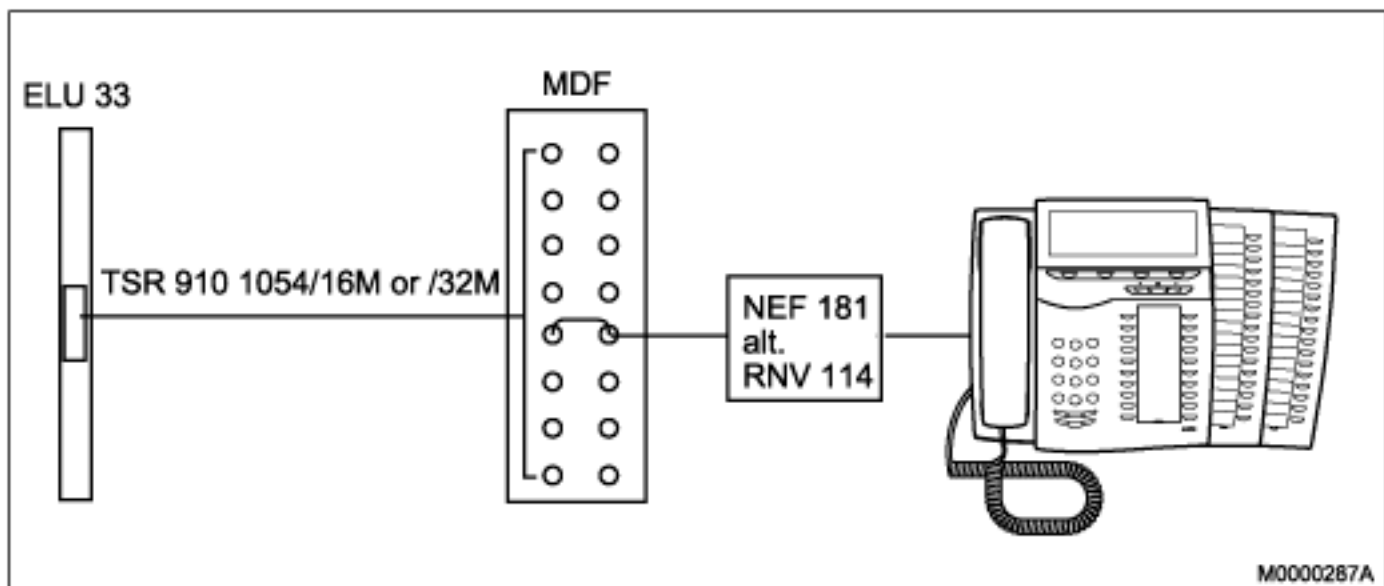 ELU 33
MDF
TSR 910 1054/16M or /32M
NEF 181
alt.
RNV 114
M0000287A